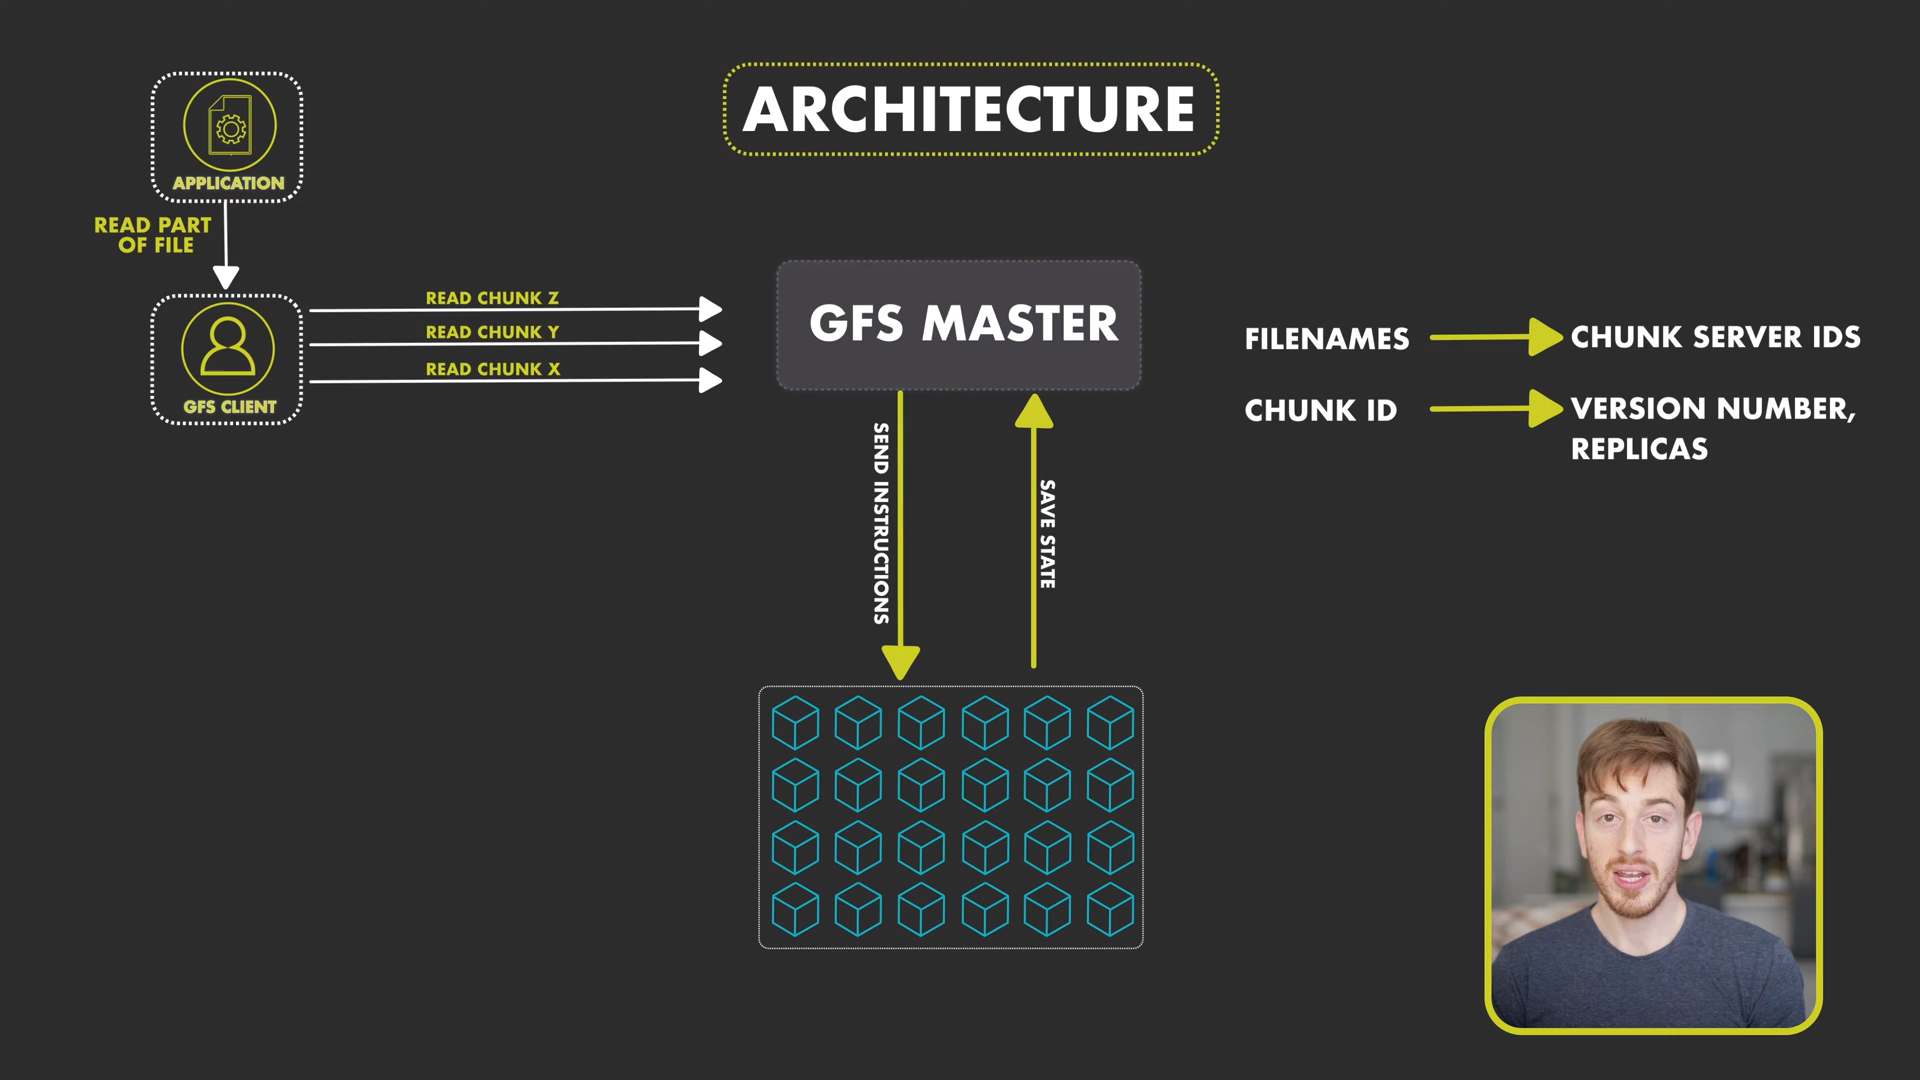 ARCHITECTURE
APPLICATION
READ PART
OF FILE
GFS CLIENT
READ CHUNK Z
READ CHUNK Y
READ CHUNK X
GFS MASTER
SEND INSTRUCTIONS
SAVE STATE
FILENAMES
CHUNK SERVER IDS
CHUNK ID
VERSION NUMBER,
REPLICAS